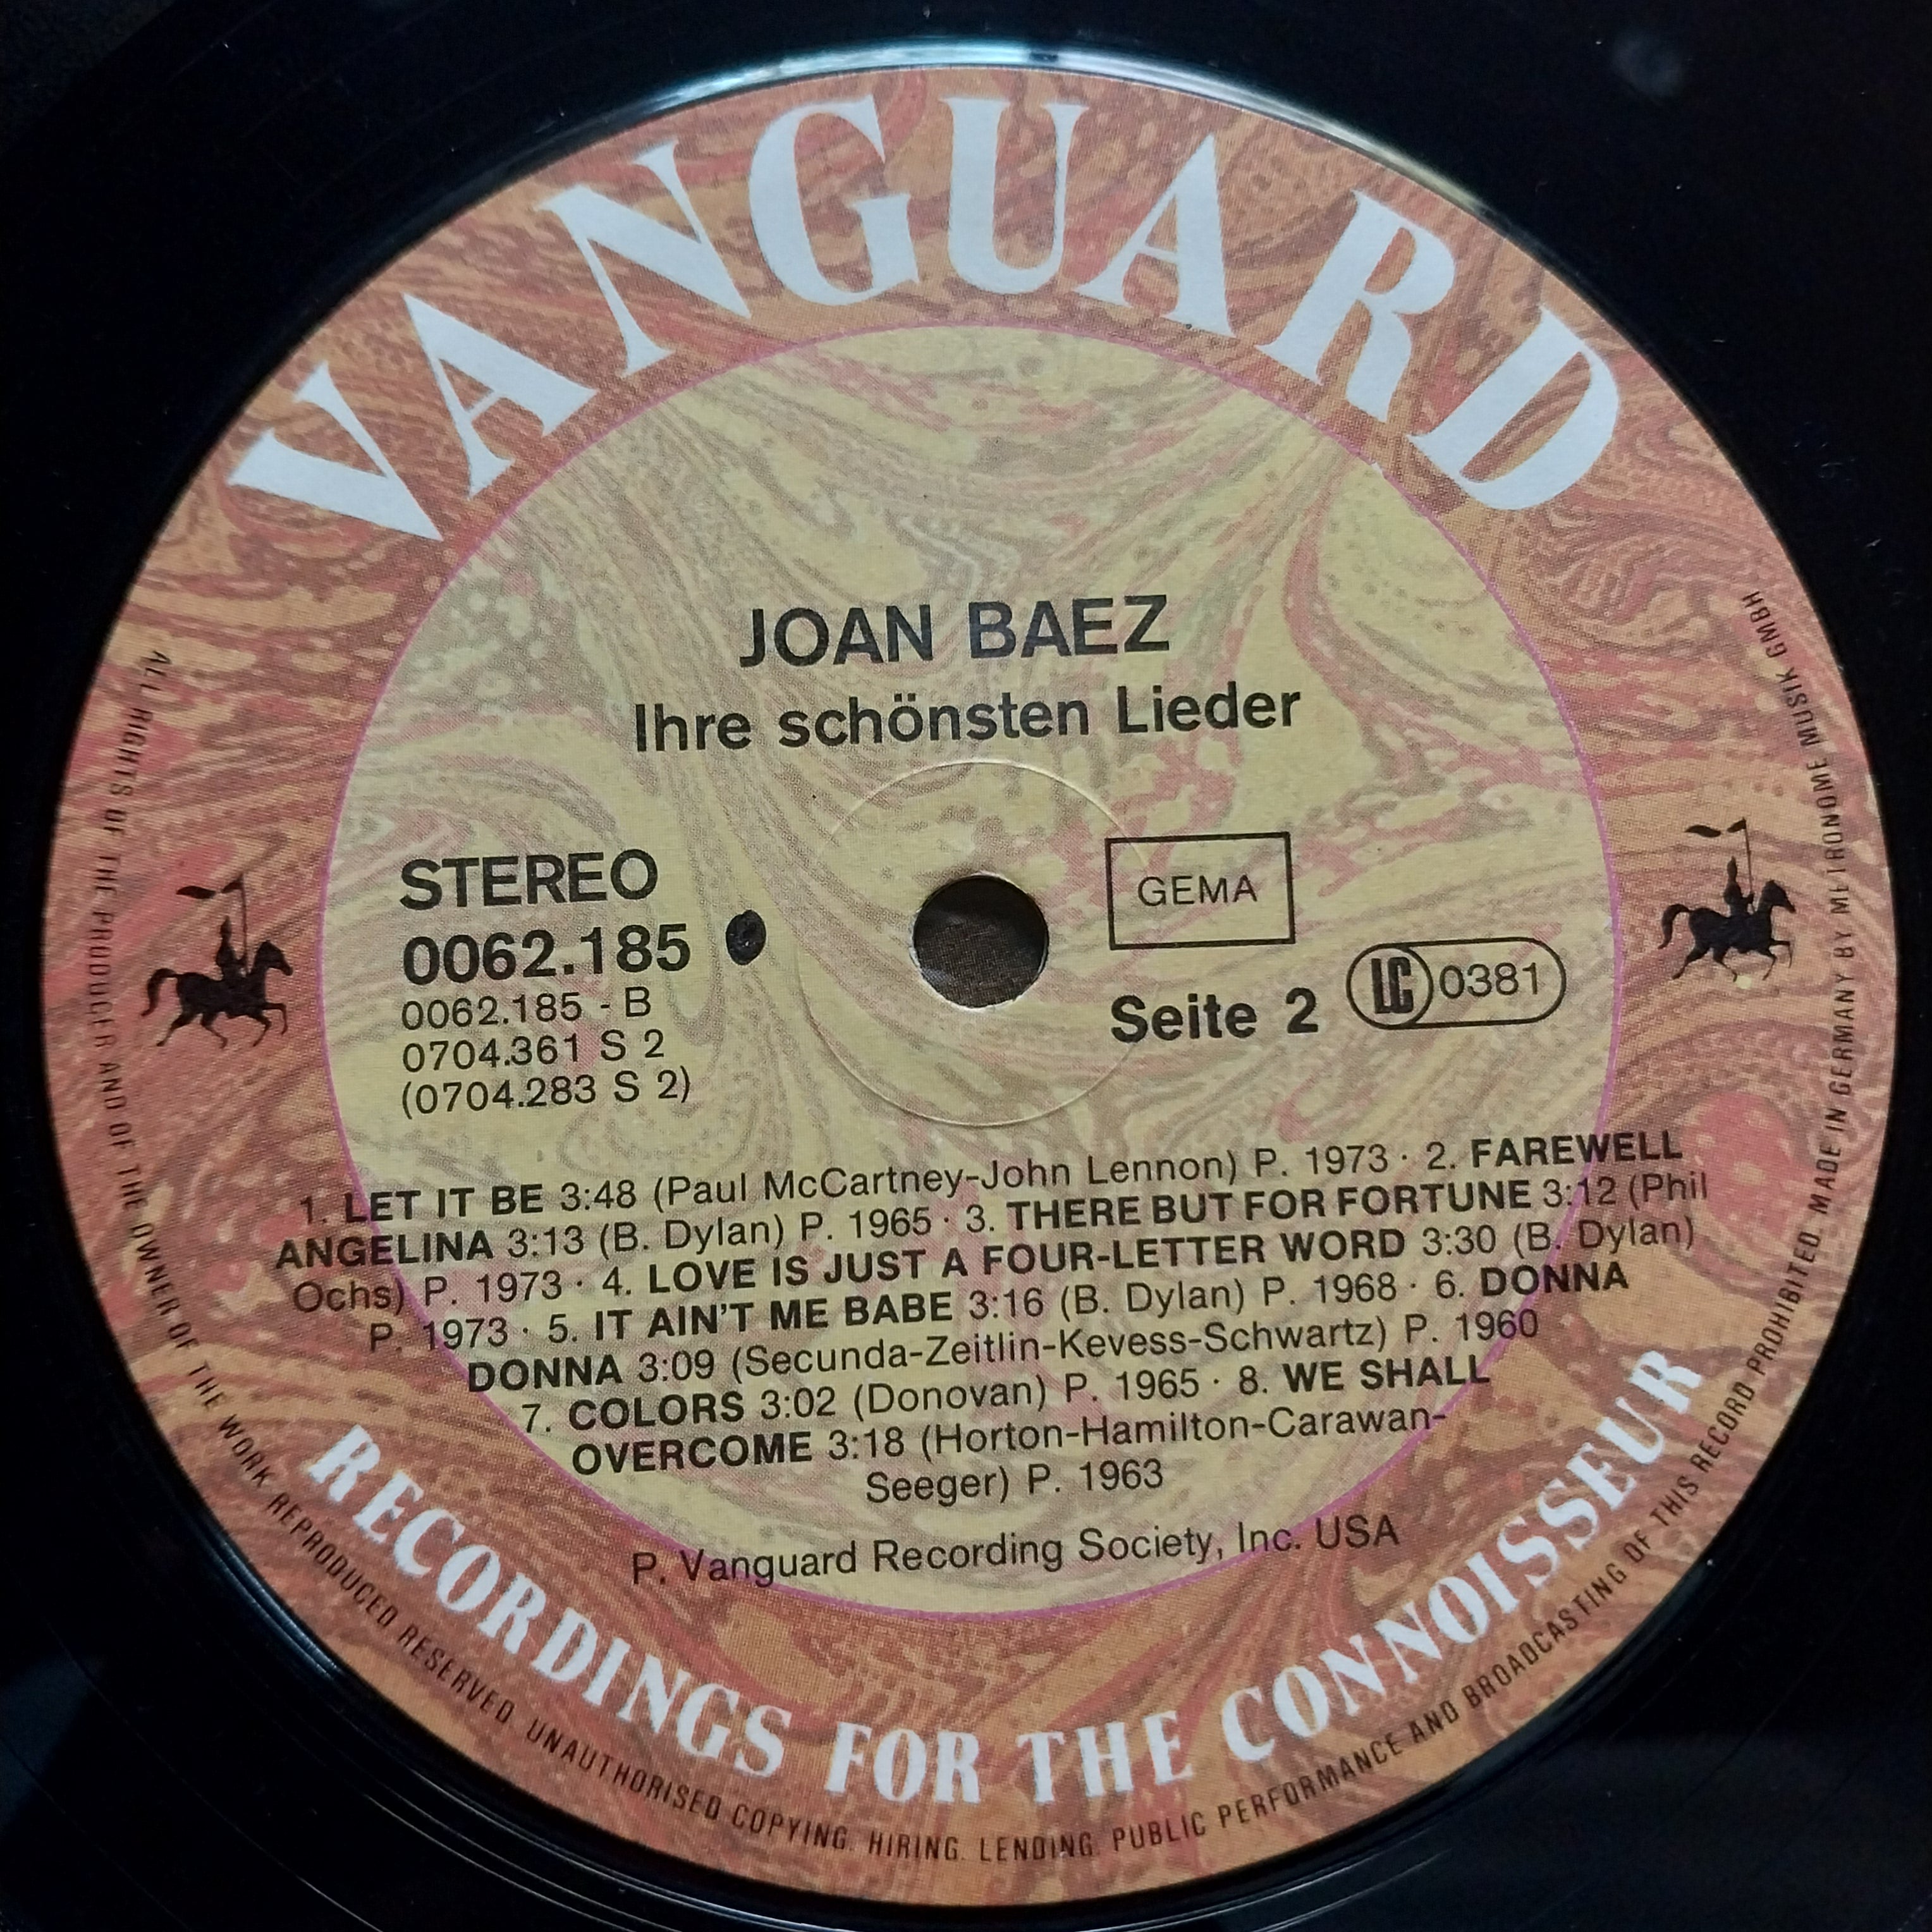 VANGUARD
JOAN BAEZ
Ihre schönsten Lieder
STEREO
0062.185
0062.185 - B
0704.361 S 2
(0704.283 S 2)
GEMA
Seite 2
LC 0381
1. LET IT BE 3:48 (Paul McCartney-John Lennon) P. 1973 · 2. FAREWELL
ANGELINA 3:13 (B. Dylan) P. 1965 · 3. THERE BUT FOR FORTUNE 3:12 (Phil
Ochs) P. 1973 · 4. LOVE IS JUST A FOUR-LETTER WORD 3:30 (B. Dylan)
P. 1973 · 5. IT AIN'T ME BABE 3:16 (B. Dylan) P. 1968 · 6. DONNA
DONNA 3:09 (Secunda-Zeitlin-Kevess-Schwartz) P. 1960
7. COLORS 3:02 (Donovan) P. 1965 · 8. WE SHALL
OVERCOME 3:18 (Horton-Hamilton-Carawan-
Seeger) P. 1963
P. Vanguard Recording Society, Inc. USA
RECORDINGS FOR THE CONNOISSEUR
ALL RIGHTS OF THE PRODUCER AND OF THE OWNER OF THE WORK REPRODUCED RESERVED. UNAUTHORISED COPYING. HIRING. LENDING. PUBLIC PERFORMANCE AND BROADCASTING OF THIS RECORD PROHIBITED. MADE IN GERMANY BY METRONOME MUSIK GMBH